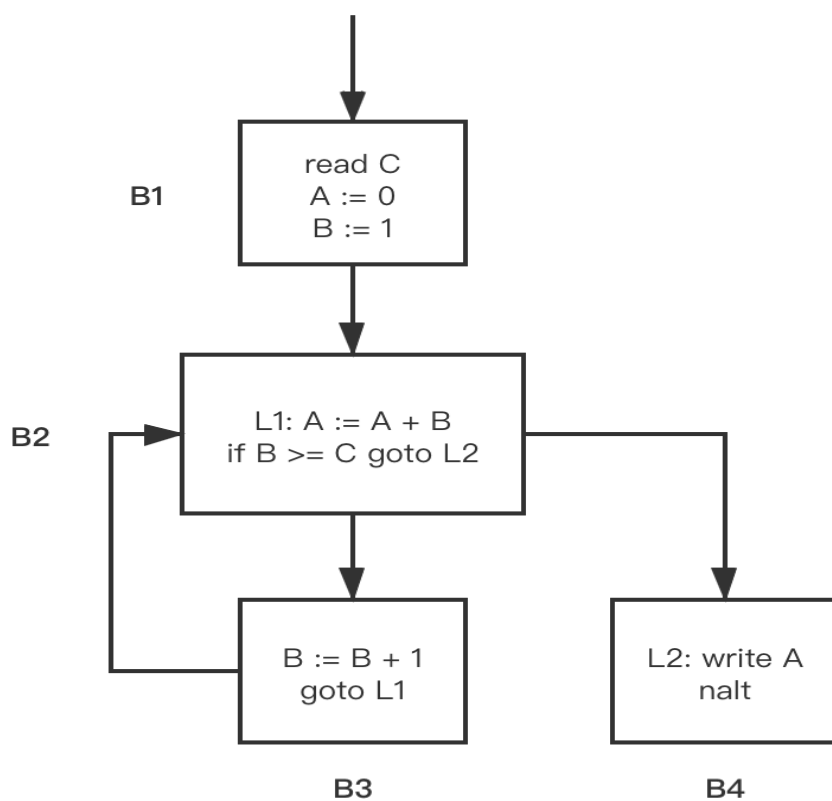 B1
read C
A := 0
B := 1
B2
L1: A := A + B
if B >= C goto L2
B := B + 1
goto L1
L2: write A
nalt
B3
B4